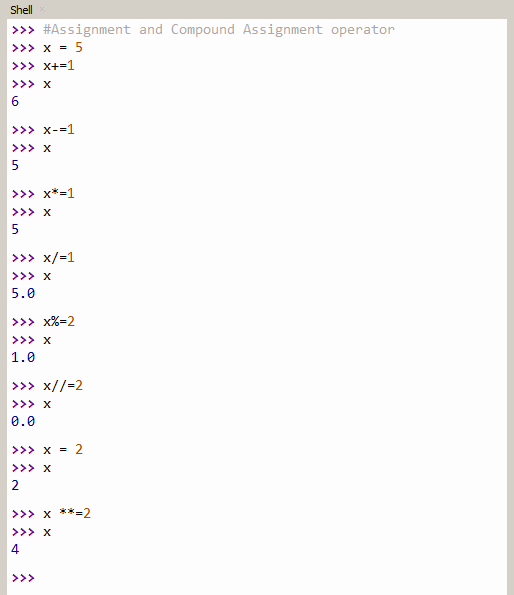 Shell
>>> #Assignment and Compound Assignment operator
>>> x = 5
>>> x+=1
>>> x
6
>>> x-=1
>>> x
5
>>> x*=1
>>> x
5
>>> x/=1
>>> x
5.0
>>> x%=2
>>> x
1.0
>>> x//=2
>>> x
0.0
>>> x = 2
>>> x
2
>>> x **=2
>>> x
4
>>>